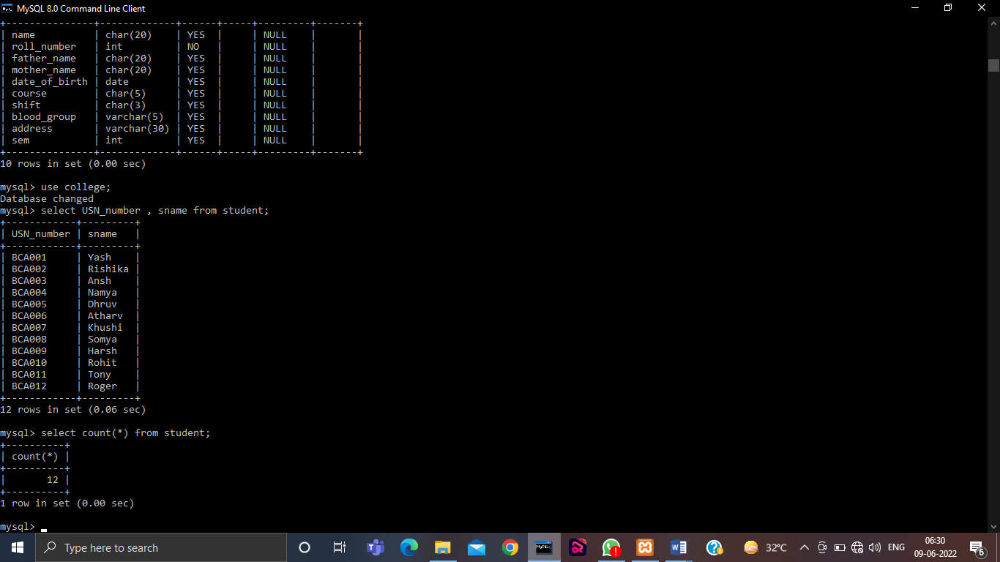 MySQL 8.0 Command Line Client
+---------------+-------------+------+-----+---------+-------+
| name          | char(20)    | YES  |     | NULL    |       |
| roll_number   | int         | NO   |     | NULL    |       |
| father_name   | char(20)    | YES  |     | NULL    |       |
| mother_name   | char(20)    | YES  |     | NULL    |       |
| date_of_birth | date        | YES  |     | NULL    |       |
| course        | char(5)     | YES  |     | NULL    |       |
| shift         | char(3)     | YES  |     | NULL    |       |
| blood_group   | varchar(5)  | YES  |     | NULL    |       |
| address       | varchar(30) | YES  |     | NULL    |       |
| sem           | int         | YES  |     | NULL    |       |
+---------------+-------------+------+-----+---------+-------+
10 rows in set (0.00 sec)
mysql> use college;
Database changed
mysql> select USN_number , sname from student;
+------------+---------+
| USN_number | sname   |
+------------+---------+
| BCA001     | Yash    |
| BCA002     | Rishika |
| BCA003     | Ansh    |
| BCA004     | Namya   |
| BCA005     | Dhruv   |
| BCA006     | Atharv  |
| BCA007     | Khushi  |
| BCA008     | Somya   |
| BCA009     | Harsh   |
| BCA010     | Rohit   |
| BCA011     | Tony    |
| BCA012     | Roger   |
+------------+---------+
12 rows in set (0.06 sec)
mysql> select count(*) from student;
+----------+
| count(*) |
+----------+
|       12 |
+----------+
1 row in set (0.00 sec)
mysql> _
Type here to search
32°C
ENG
06:30
09-06-2022
6